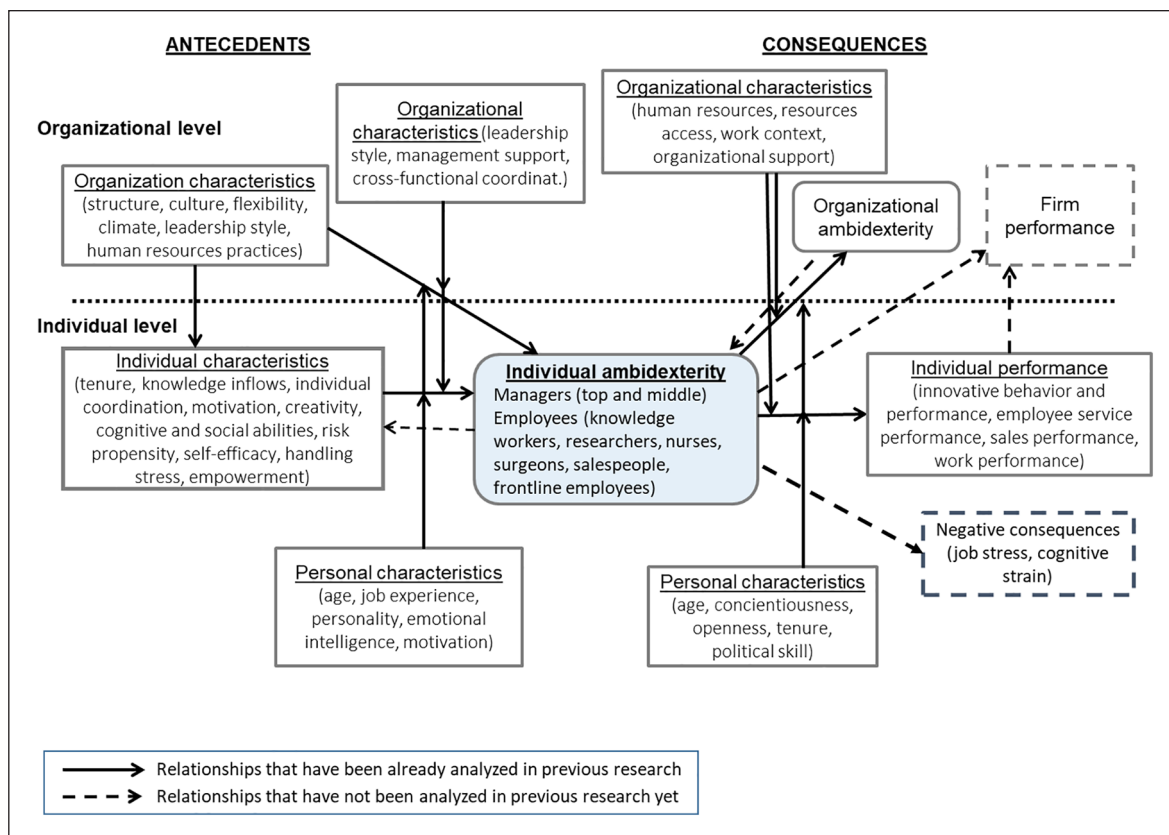 ANTECEDENTS
CONSEQUENCES
Organizational level
Organizational
characteristics (leadership
style, management support,
cross-functional coordinat.)
Organizational characteristics
(human resources, resources
access, work context,
organizational support)
Organization characteristics
(structure, culture, flexibility,
climate, leadership style,
human resources practices)
Organizational
ambidexterity
Firm
performance
Individual level
Individual characteristics
(tenure, knowledge inflows, individual
coordination, motivation, creativity,
cognitive and social abilities, risk
propensity, self-efficacy, handling
stress, empowerment)
Individual ambidexterity
Managers (top and middle)
Employees (knowledge
workers, researchers, nurses,
surgeons, salespeople,
frontline employees)
Individual performance
(innovative behavior and
performance, employee service
performance, sales performance,
work performance)
Negative consequences
(job stress, cognitive
strain)
Personal characteristics
(age, job experience,
personality, emotional
intelligence, motivation)
Personal characteristics
(age, concientiousness,
openness, tenure,
political skill)
Relationships that have been already analyzed in previous research
Relationships that have not been analyzed in previous research yet